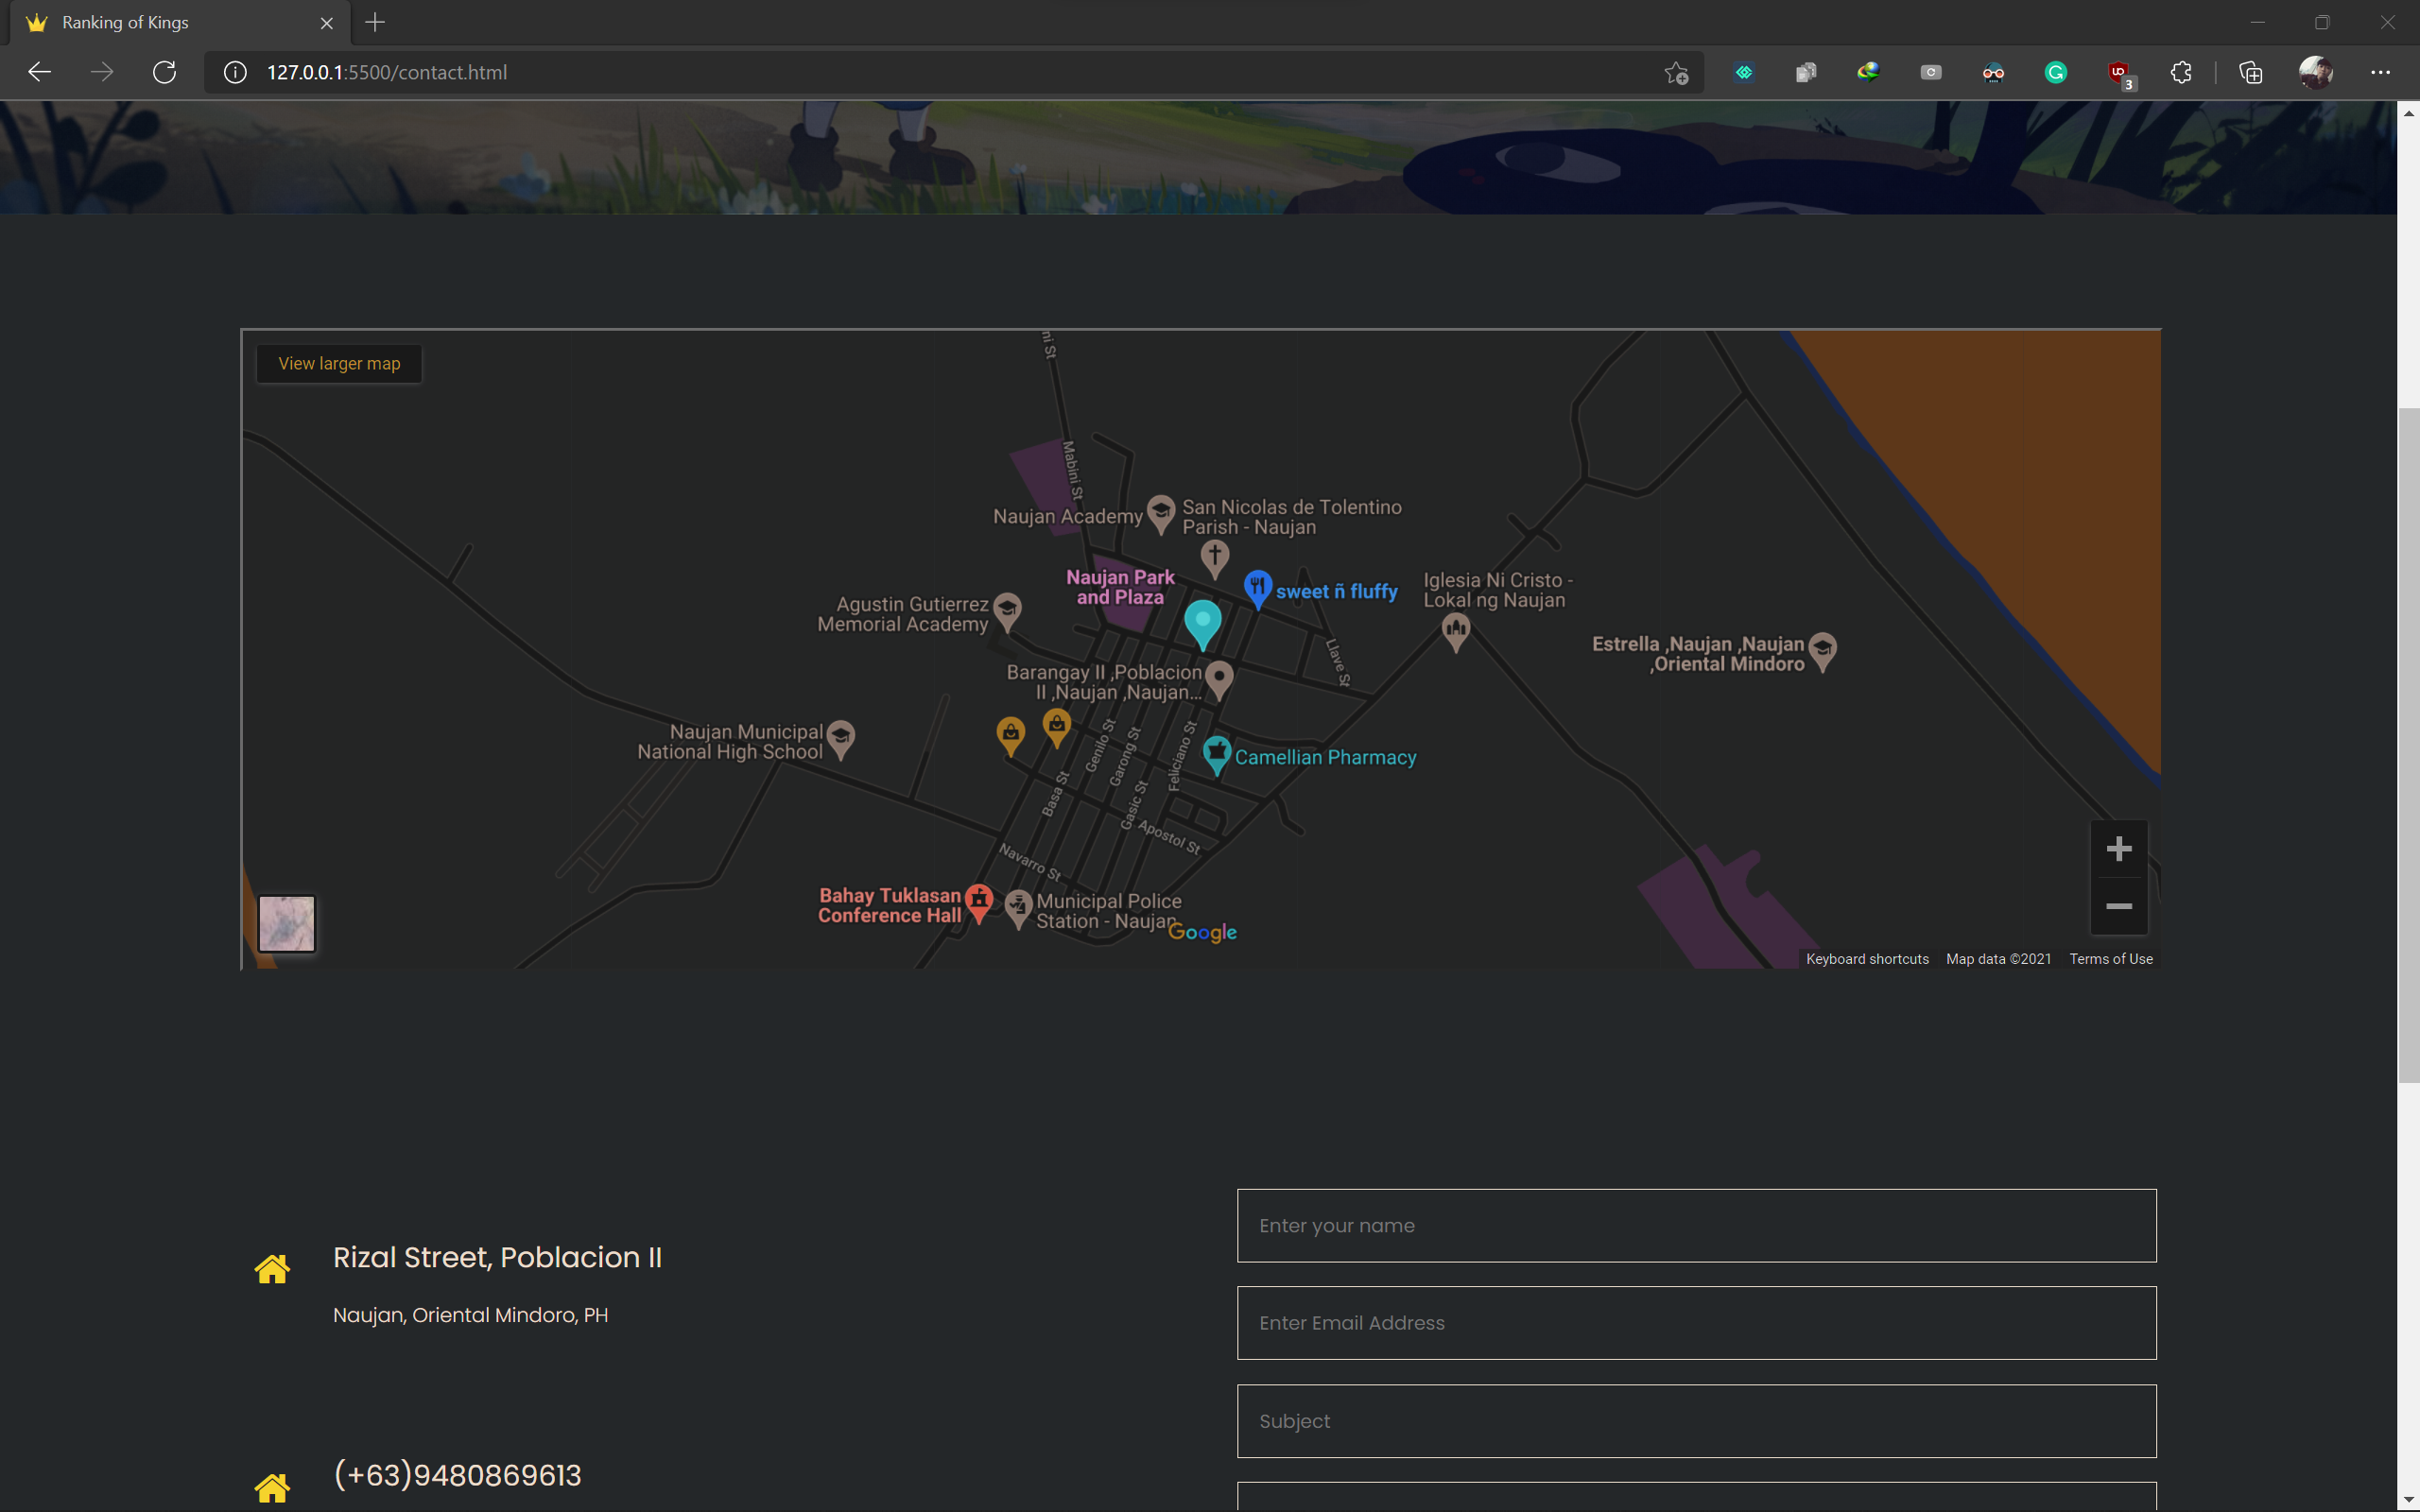 Ranking of Kings
127.0.0.1:5500/contact.html
3
View larger map
ni St
Mabini St
Naujan Academy
San Nicolas de Tolentino
Parish - Naujan
Naujan Park
and Plaza
sweet ñ fluffy
Iglesia Ni Cristo -
Lokal ng Naujan
Agustin Gutierrez
Memorial Academy
Llave St
Estrella ,Naujan ,Naujan
,Oriental Mindoro
Barangay II ,Poblacion
II ,Naujan ,Naujan...
Naujan Municipal
National High School
Genilo St
Garong St
Feliciano St
Camellian Pharmacy
Basa St
Gasic St
Apostol St
Navarro St
Bahay Tuklasan
Conference Hall
Municipal Police
Station - Naujan
Google
Keyboard shortcuts
Map data ©2021
Terms of Use
Rizal Street, Poblacion II
Naujan, Oriental Mindoro, PH
(+63)9480869613
Enter your name
Enter Email Address
Subject